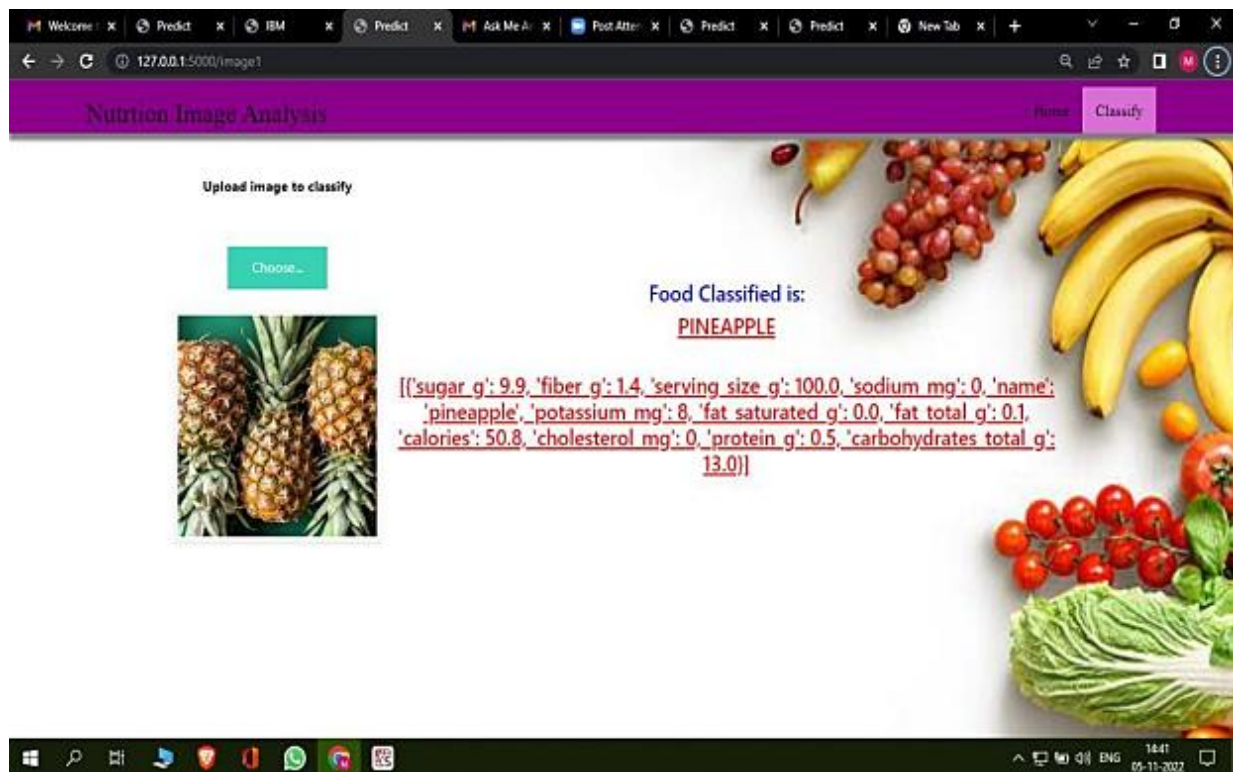 Welcome
Predict
IBM
Predict
Ask Me A
Post Atten
Predict
Predict
New Tab
127.0.0.1:5000/image1
M
Nutrtion Image Analysis
Home
Classify
Upload image to classify
Choose...
Food Classified is:
PINEAPPLE
[{'sugar_g': 9.9, 'fiber_g': 1.4, 'serving_size_g': 100.0, 'sodium_mg': 0, 'name':
'pineapple', 'potassium_mg': 8, 'fat_saturated_g': 0.0, 'fat_total_g': 0.1,
'calories': 50.8, 'cholesterol_mg': 0, 'protein_g': 0.5, 'carbohydrates_total_g':
13.0}]
ENG
14:41
05-11-2022